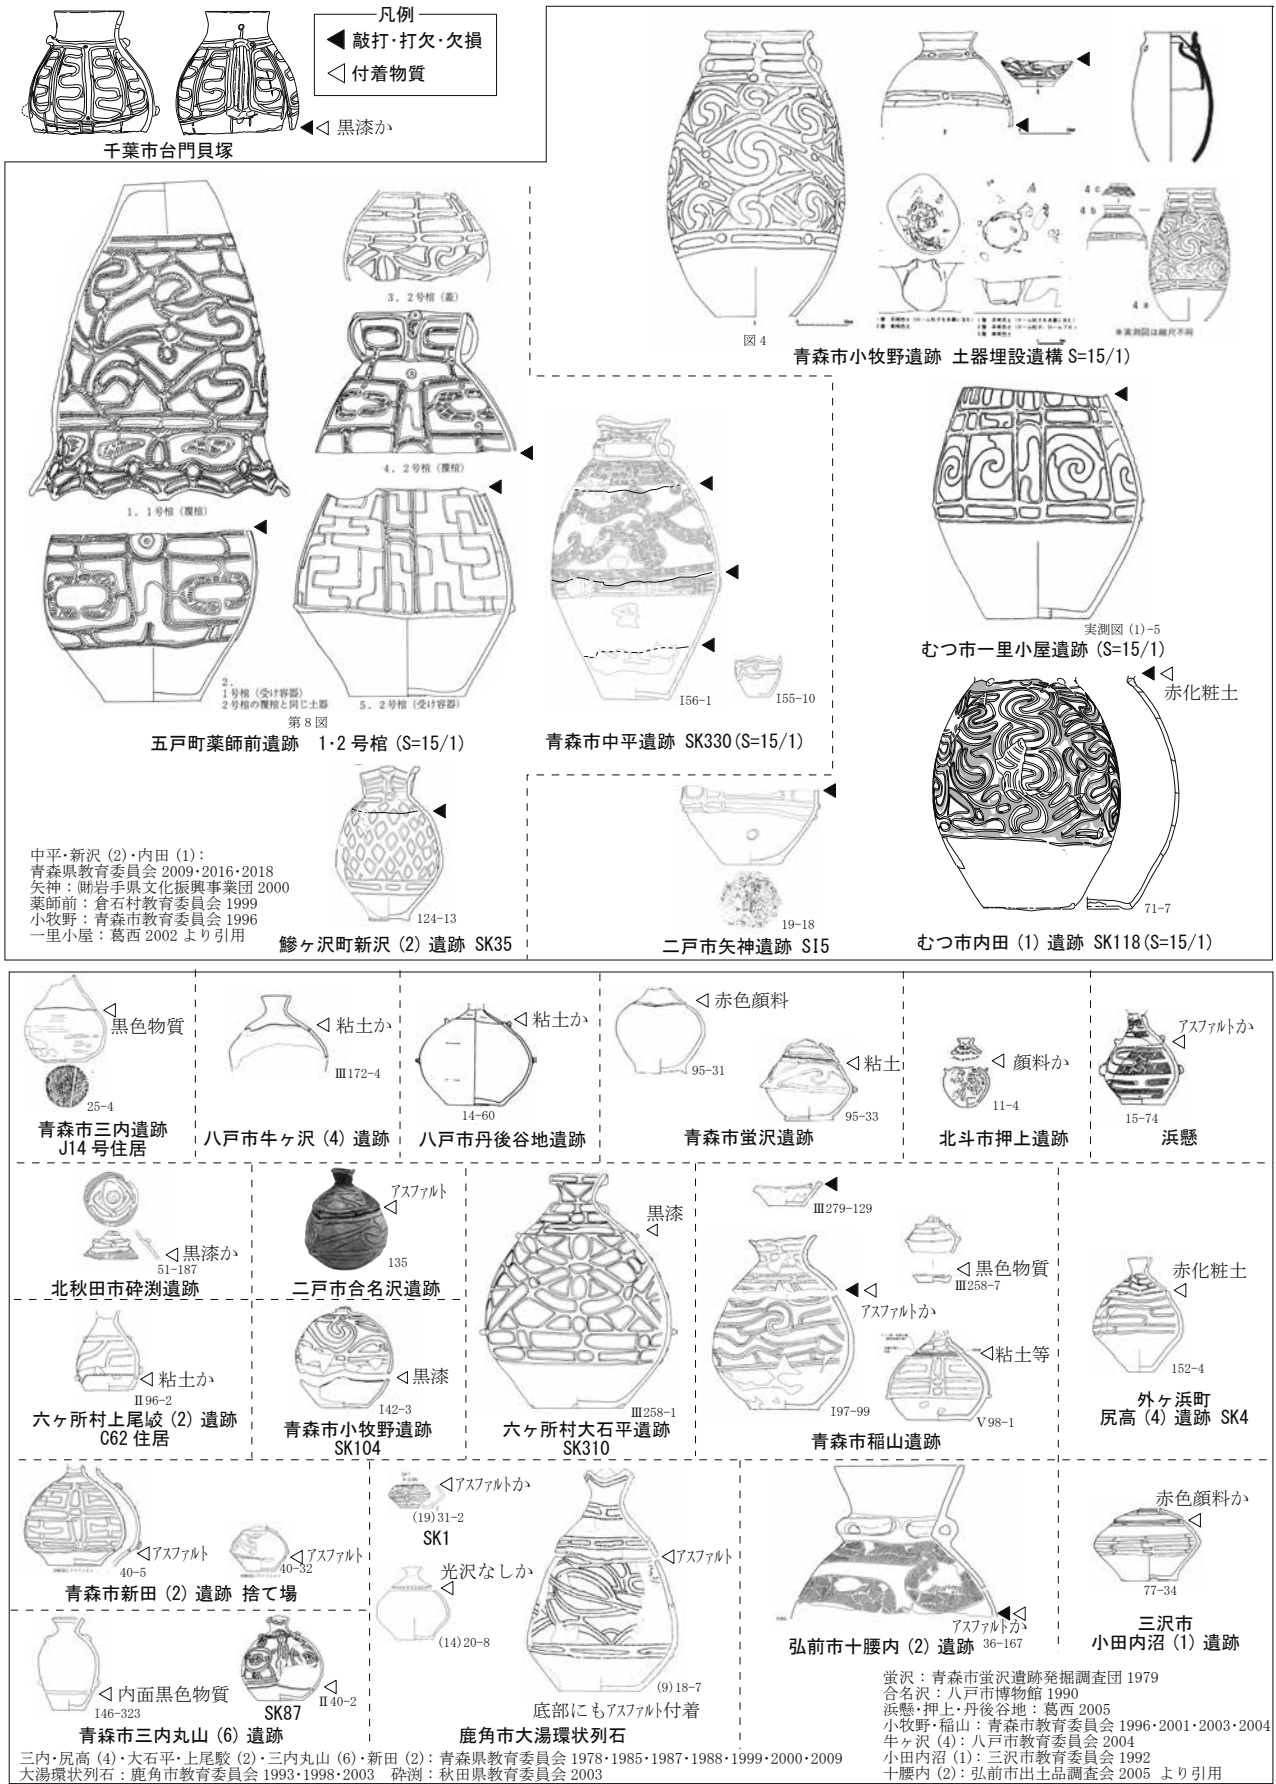 凡例
◀ 敲打・打欠・欠損
◁ 付着物質
◀◁ 黒漆か
千葉市台門貝塚
図4
4c
4b
4a
※実測図は縮尺不同
青森市小牧野遺跡 土器埋設遺構 S=15/1)
3. 2号棺 (蓋)
4. 2号棺 (覆棺)
1. 1号棺 (覆棺)
2.
1号棺 (受け容器)
2号棺の覆棺と同じ土器
5. 2号棺 (受け容器)
第8図
五戸町薬師前遺跡 1・2号棺 (S=15/1)
I56-1
I55-10
青森市中平遺跡 SK330 (S=15/1)
実測図 (1)-5
むつ市一里小屋遺跡 (S=15/1)
◀◁
赤化粧土
71-7
むつ市内田 (1) 遺跡 SK118 (S=15/1)
124-13
鰺ヶ沢町新沢 (2) 遺跡 SK35
19-18
二戸市矢神遺跡 SI5
中平・新沢 (2)・内田 (1):
青森県教育委員会 2009・2016・2018
矢神:㈶岩手県文化振興事業団 2000
薬師前:倉石村教育委員会 1999
小牧野:青森市教育委員会 1996
一里小屋:葛西 2002 より引用
黒色物質
25-4
青森市三内遺跡
J14 号住居
◁ 粘土か
Ⅲ172-4
八戸市牛ヶ沢 (4) 遺跡
◁ 粘土か
14-60
八戸市丹後谷地遺跡
◁ 赤色顔料
95-31
◁ 粘土
95-33
青森市蛍沢遺跡
◁ 顔料か
11-4
北斗市押上遺跡
アスファルトか
15-74
浜懸
◁ 黒漆か
51-187
北秋田市砕渕遺跡
アスファルト
135
二戸市合名沢遺跡
黒漆
Ⅲ258-1
六ヶ所村大石平遺跡
SK310
Ⅲ279-129
◁ 黒色物質
Ⅲ258-7
◀◁
アスファルトか
I97-99
◁ 粘土等
Ⅴ98-1
青森市稲山遺跡
赤化粧土
152-4
外ヶ浜町
尻高 (4) 遺跡 SK4
◁ 粘土か
Ⅱ96-2
六ヶ所村上尾駮 (2) 遺跡
C62 住居
◁ 黒漆
I42-3
青森市小牧野遺跡
SK104
◁アスファルト
40-5
◁アスファルト
40-32
青森市新田 (2) 遺跡 捨て場
◁アスファルトか
(19)31-2
SK1
光沢なしか
(14)20-8
◁アスファルト
(9)18-7
底部にもアスファルト付着
鹿角市大湯環状列石
◀◁
アスファルトか
36-167
弘前市十腰内 (2) 遺跡
赤色顔料か
77-34
三沢市
小田内沼 (1) 遺跡
◁ 内面黒色物質
I46-323
SK87
Ⅱ40-2
青森市三内丸山 (6) 遺跡
蛍沢:青森市蛍沢遺跡発掘調査団 1979
合名沢:八戸市博物館 1990
浜懸・押上・丹後谷地:葛西 2005
小牧野・稲山:青森市教育委員会 1996・2001・2003・2004
牛ヶ沢 (4):八戸市教育委員会 2004
小田内沼 (1):三沢市教育委員会 1992
十腰内 (2):弘前市出土品調査会 2005 より引用
三内・尻高 (4)・大石平・上尾駮 (2)・三内丸山 (6)・新田 (2):青森県教育委員会 1978・1985・1987・1988・1999・2000・2009
大湯環状列石:鹿角市教育委員会 1993・1998・2003 砕渕:秋田県教育委員会 2003